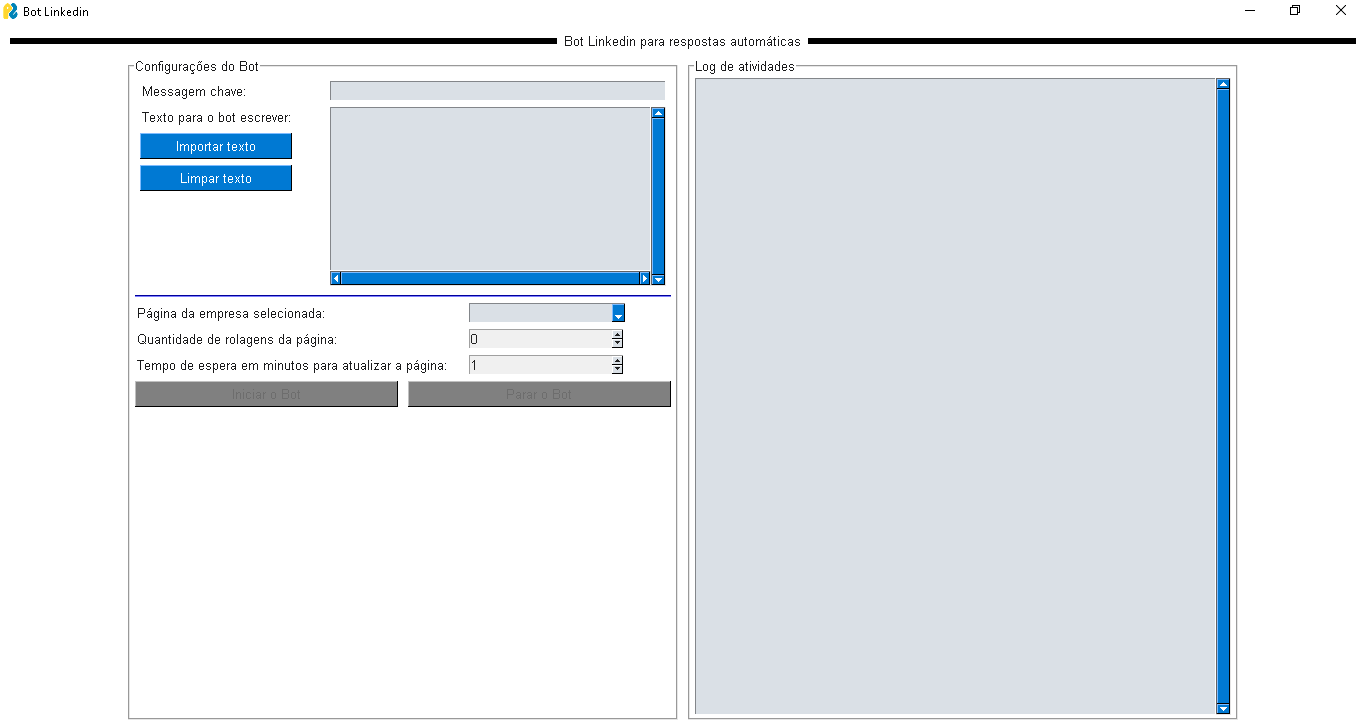 Bot Linkedin
Bot Linkedin para respostas automáticas
Configurações do Bot
Messagem chave:
Texto para o bot escrever:
Importar texto
Limpar texto
Página da empresa selecionada:
Quantidade de rolagens da página:
0
Tempo de espera em minutos para atualizar a página:
1
Iniciar o Bot
Parar o Bot
Log de atividades